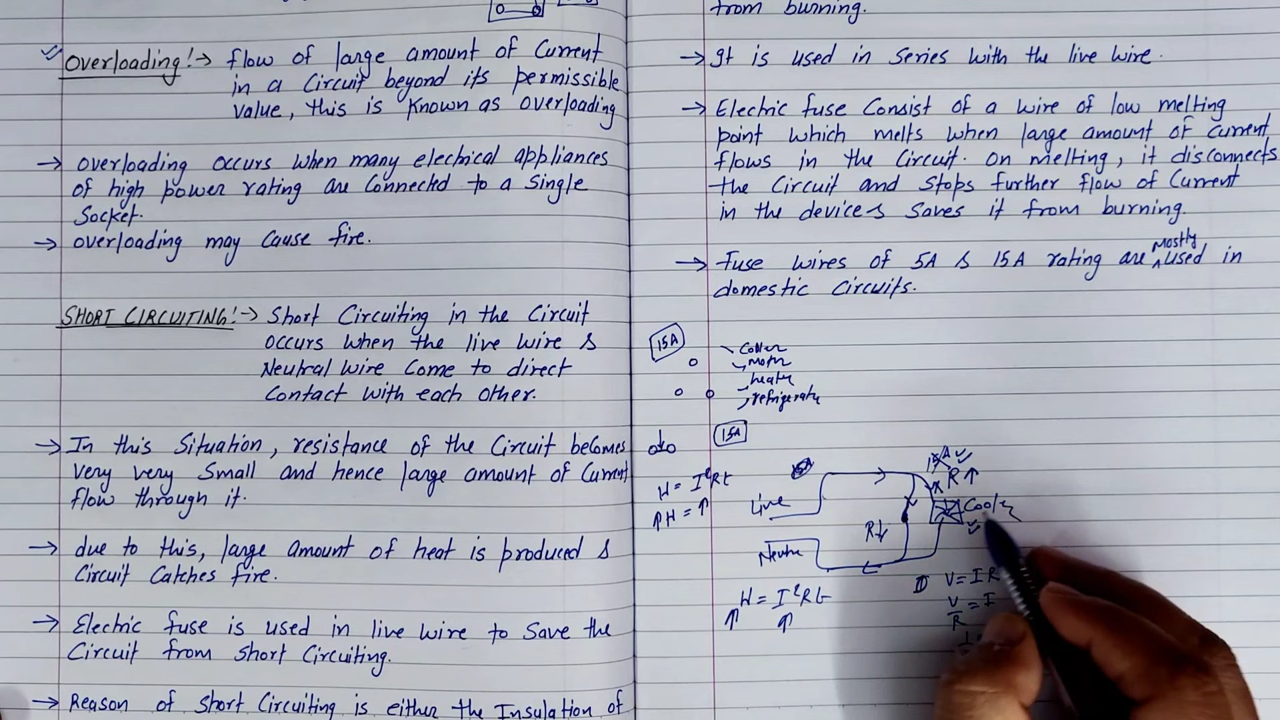 Overloading!→ flow of large amount of Current
in a Circuit beyond its permissible
value, this is known as overloading
→ overloading occurs when many electrical appliances
of high power rating are Connected to a Single
Socket.
→ overloading may cause fire.
SHORT CIRCUITING!→ Short Circuiting in the Circuit
occurs when the live wire &
Neutral wire Come to direct
Contact with each other.
→ In this Situation, resistance of the Circuit becomes
very very Small and hence large amount of Current
flow through it.
→ due to this, large amount of heat is produced &
Circuit Catches fire.
→ Electric fuse is used in live wire to Save the
Circuit from Short Circuiting.
→ Reason of Short Circuiting is either the Insulation of
from burning.
→ It is used in Series with the live wire.
→ Electric fuse Consist of a wire of low melting
point which melts when large amount of Current
flows in the Circuit. On melting, it disconnects
the Circuit and Stops further flow of Current
in the device & Saves it from burning.
→ Fuse wires of 5A & 15A rating are mostly used in
domestic Circuits.
15A
Motor
heater
refrigerator
15A
H = I²Rt
↑H = ↑
Live
R↑
Cooler
R↓
H = I²Rt
↑ ↑
V = IR
V/R = I